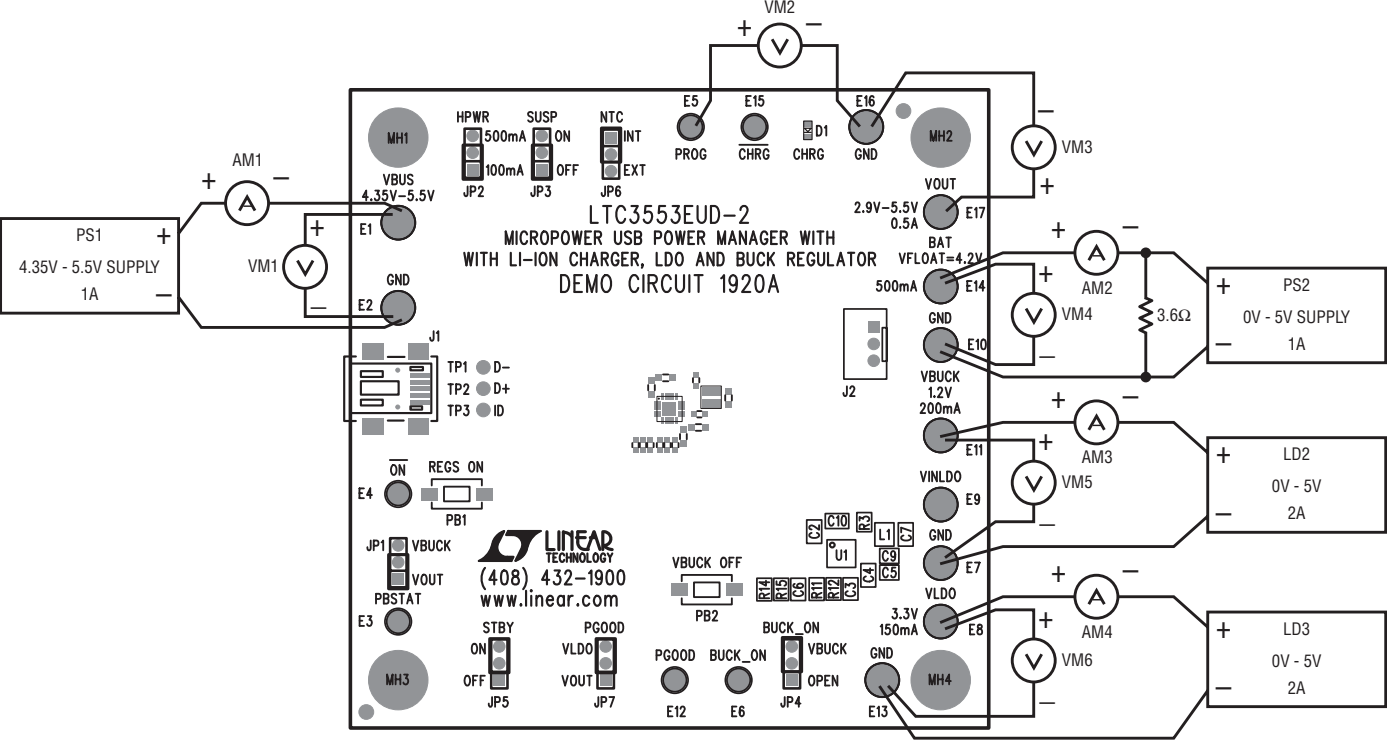 VM2
+ −
E5 E15 E16
PROG CHRG CHRG GND
D1
HPWR SUSP NTC
500mA ON INT
100mA OFF EXT
JP2 JP3 JP6
MH1
MH2
VM3
−
+
VOUT
2.9V-5.5V E17
0.5A
AM1
+ −
VBUS
4.35V-5.5V
E1
PS1
4.35V - 5.5V SUPPLY
1A
+
−
VM1
+
−
GND
E2
LTC3553EUD-2
MICROPOWER USB POWER MANAGER WITH
WITH LI-ION CHARGER, LDO AND BUCK REGULATOR
DEMO CIRCUIT 1920A
BAT
VFLOAT=4.2V
500mA E14
+ −
AM2
+
VM4
−
3.6Ω
PS2
0V - 5V SUPPLY
1A
+
−
GND
E10
J1
TP1 D-
TP2 D+
TP3 ID
J2
VBUCK
1.2V
200mA
E11
+ −
AM3
+
VM5
−
LD2
0V - 5V
2A
+
−
ON
E4
REGS ON
PB1
VINLDO
E9
GND
E7
JP1 VBUCK
VOUT
PBSTAT
E3
LINEAR
TECHNOLOGY
(408) 432-1900
www.linear.com
VBUCK OFF
PB2
C2 C10 R3 L1 C7
U1 C9
C4 C5
R14 R15 C6 R11 R12 C3
VLDO
3.3V
150mA E8
+ −
AM4
+
VM6
−
LD3
0V - 5V
2A
+
−
STBY
ON
OFF
JP5
PGOOD
VLDO
VOUT
JP7
PGOOD
E12
BUCK_ON
E6
BUCK_ON
VBUCK
OPEN
JP4
GND
E13
MH3
MH4
V
V
V
V
V
V
A
A
A
A